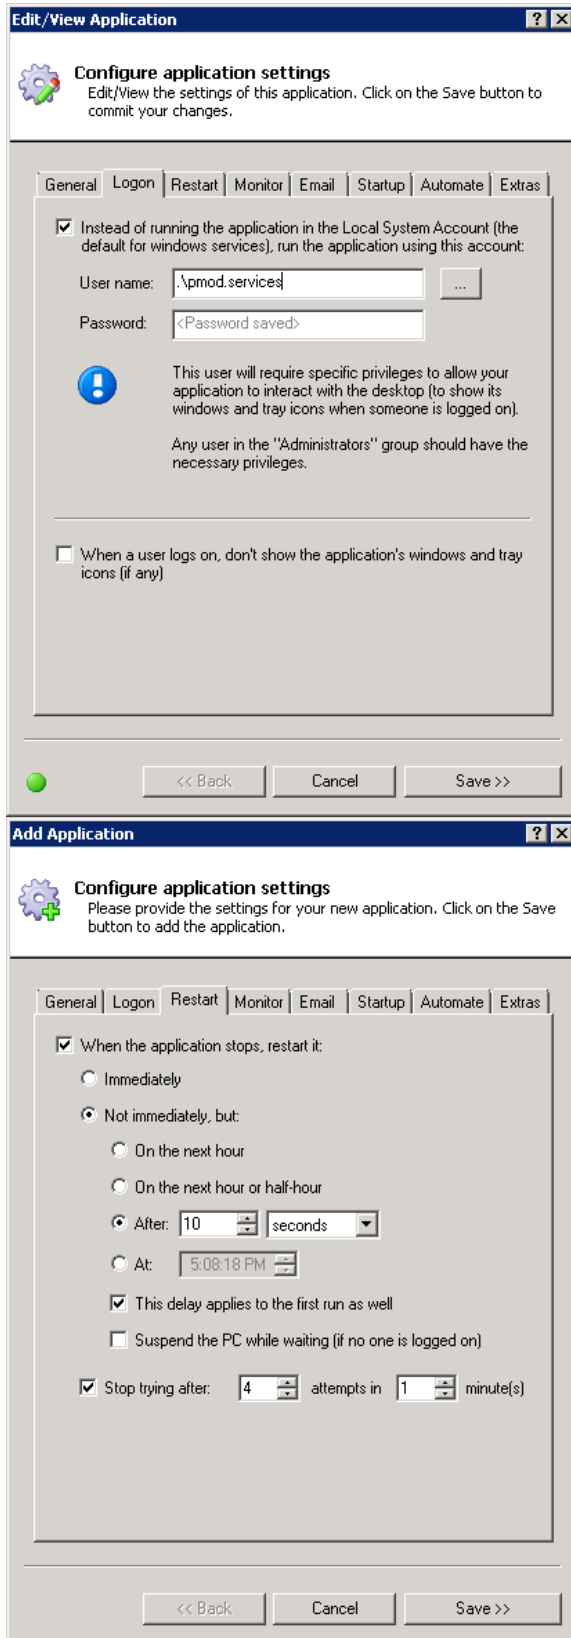 Edit/View Application
Configure application settings
Edit/View the settings of this application. Click on the Save button to
commit your changes.
General Logon Restart Monitor Email Startup Automate Extras
Instead of running the application in the Local System Account (the
default for windows services), run the application using this account:
User name: .\pmod.services ...
Password: <Password saved>
This user will require specific privileges to allow your
application to interact with the desktop (to show its
windows and tray icons when someone is logged on).
Any user in the "Administrators" group should have the
necessary privileges.
When a user logs on, don't show the application's windows and tray
icons (if any)
<< Back Cancel Save >>
Add Application
Configure application settings
Please provide the settings for your new application. Click on the Save
button to add the application.
General Logon Restart Monitor Email Startup Automate Extras
When the application stops, restart it:
Immediately
Not immediately, but:
On the next hour
On the next hour or half-hour
After: 10 seconds
At: 5:08:18 PM
This delay applies to the first run as well
Suspend the PC while waiting (if no one is logged on)
Stop trying after: 4 attempts in 1 minute(s)
<< Back Cancel Save >>